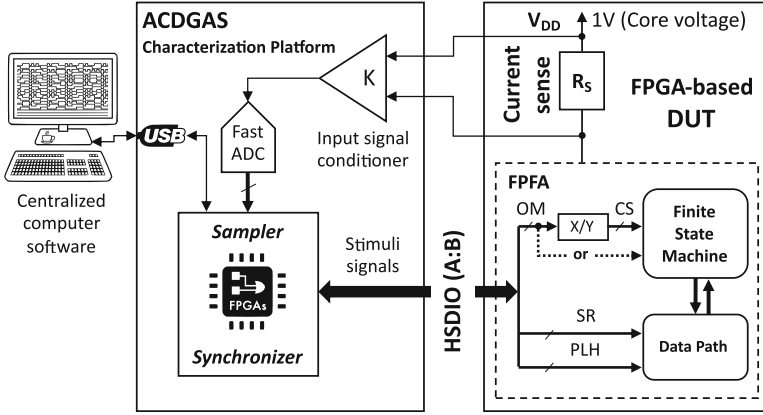 ACDGAS
Characterization Platform
K
Fast
ADC
Input signal
conditioner
USB
Centralized
computer
software
Sampler
FPGAs
Synchronizer
Stimuli
signals
HSDIO (A:B)
VDD
1V (Core voltage)
Current
sense
RS
FPGA-based
DUT
FPFA
OM
X/Y
CS
or
Finite
State
Machine
SR
PLH
Data Path